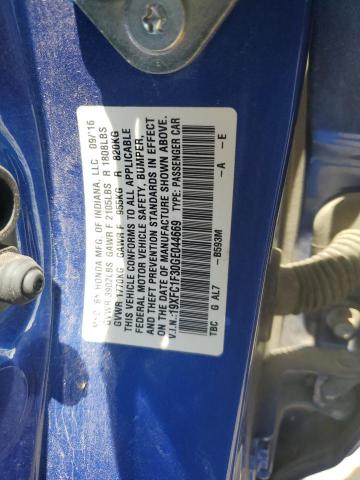 MFD. BY HONDA MFG. OF INDIANA, LLC 09/16
GVWR 3902LBS GAWR F 2105LBS R 1808LBS
GVWR 1770KG GAWR F 955KG R 820KG
THIS VEHICLE CONFORMS TO ALL APPLICABLE
FEDERAL MOTOR VEHICLE SAFETY, BUMPER,
AND THEFT PREVENTION STANDARDS IN EFFECT
ON THE DATE OF MANUFACTURE SHOWN ABOVE.
V.I.N.: 19XFC1F30GE044669 TYPE: PASSENGER CAR
-B593M -A -E
TBC G AL7